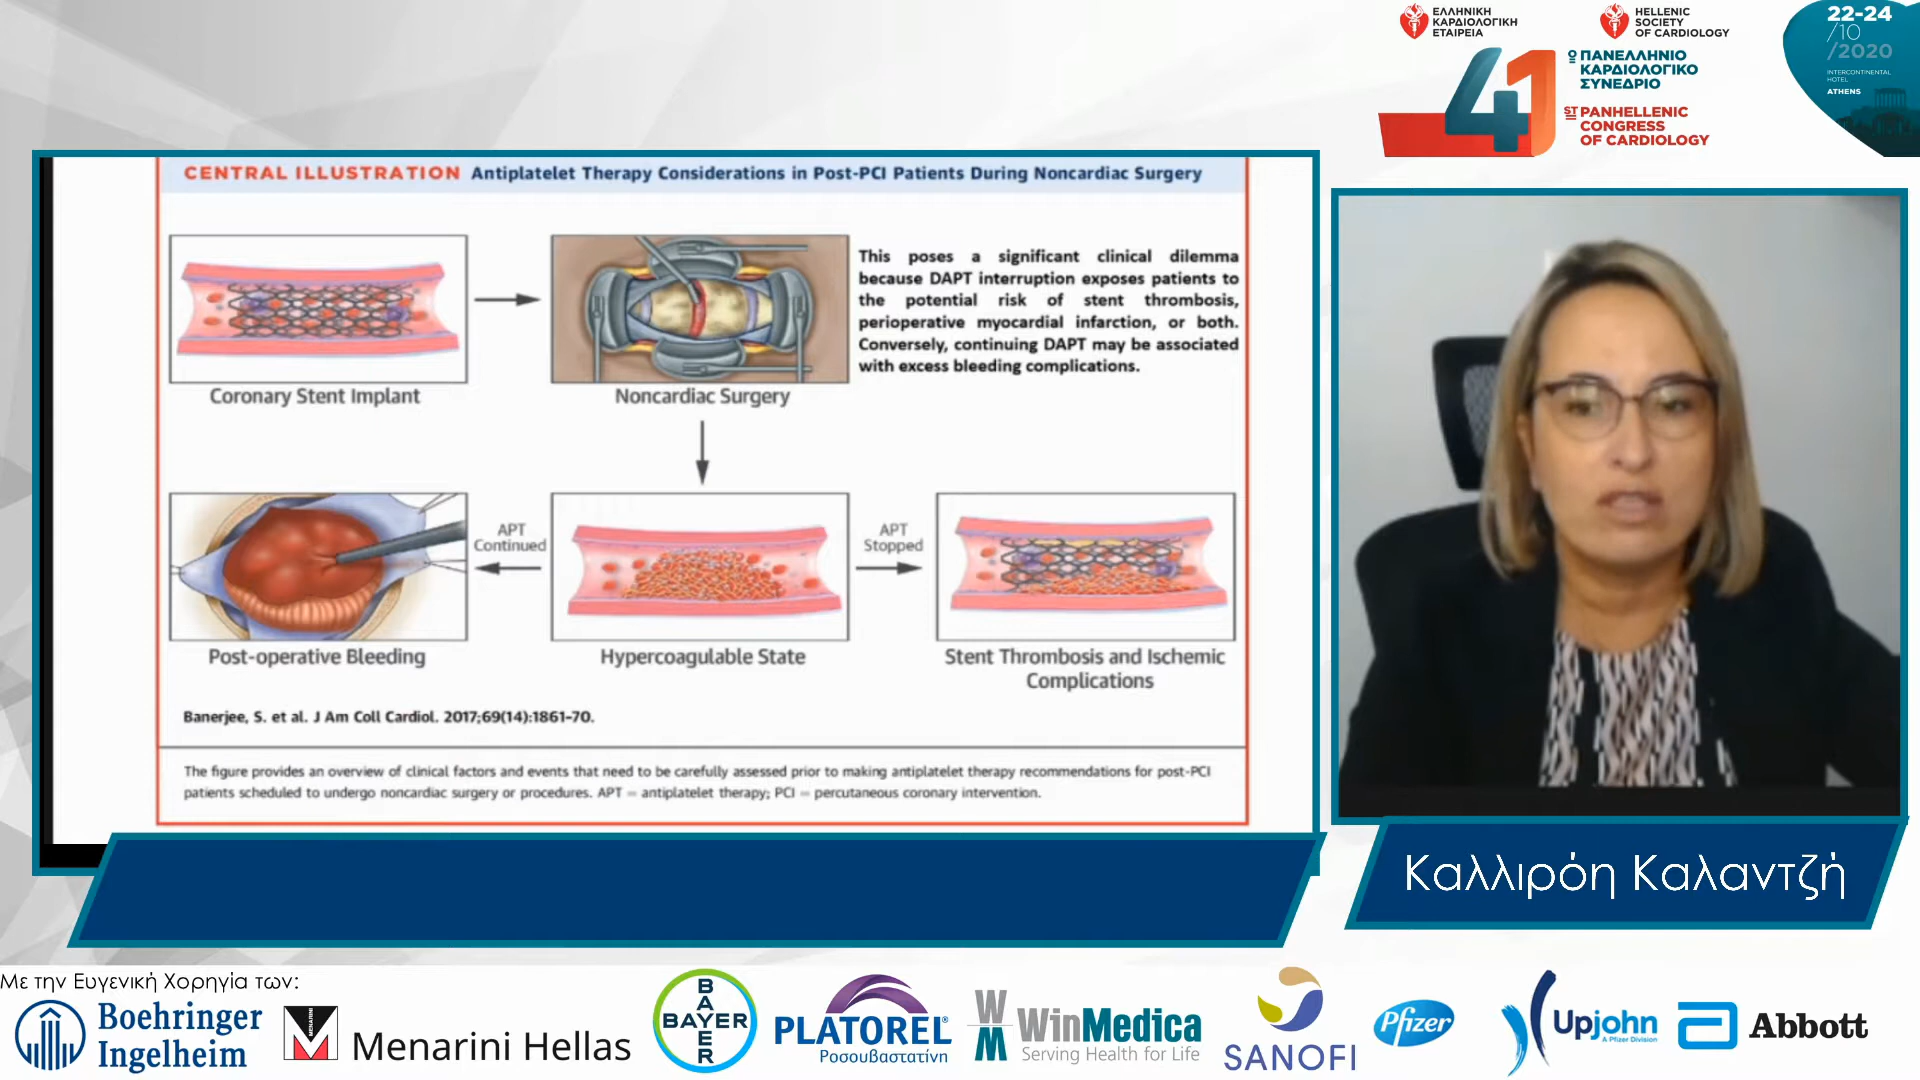 ΕΛΛΗΝΙΚΗ
ΚΑΡΔΙΟΛΟΓΙΚΗ
ΕΤΑΙΡΕΙΑ
HELLENIC
SOCIETY
OF CARDIOLOGY
41
ο ΠΑΝΕΛΛΗΝΙΟ
ΚΑΡΔΙΟΛΟΓΙΚΟ
ΣΥΝΕΔΡΙΟ
ST PANHELLENIC
CONGRESS
OF CARDIOLOGY
22-24
/10
/2020
INTERCONTINENTAL
HOTEL
ATHENS
CENTRAL ILLUSTRATION Antiplatelet Therapy Considerations in Post-PCI Patients During Noncardiac Surgery
This poses a significant clinical dilemma
because DAPT interruption exposes patients to
the potential risk of stent thrombosis,
perioperative myocardial infarction, or both.
Conversely, continuing DAPT may be associated
with excess bleeding complications.
Coronary Stent Implant
Noncardiac Surgery
APT
Continued
APT
Stopped
Post-operative Bleeding
Hypercoagulable State
Stent Thrombosis and Ischemic
Complications
Banerjee, S. et al. J Am Coll Cardiol. 2017;69(14):1861-70.
The figure provides an overview of clinical factors and events that need to be carefully assessed prior to making antiplatelet therapy recommendations for post-PCI
patients scheduled to undergo noncardiac surgery or procedures. APT = antiplatelet therapy; PCI = percutaneous coronary intervention.
Καλλιρόη Καλαντζή
Με την Ευγενική Χορηγία των:
Boehringer
Ingelheim
MENARINI
Menarini Hellas
BAYER
BAYER
PLATOREL®
Ροσουβαστατίνη
WM
WinMedica
Serving Health for Life
SANOFI
Pfizer
Upjohn
A Pfizer Division
Abbott